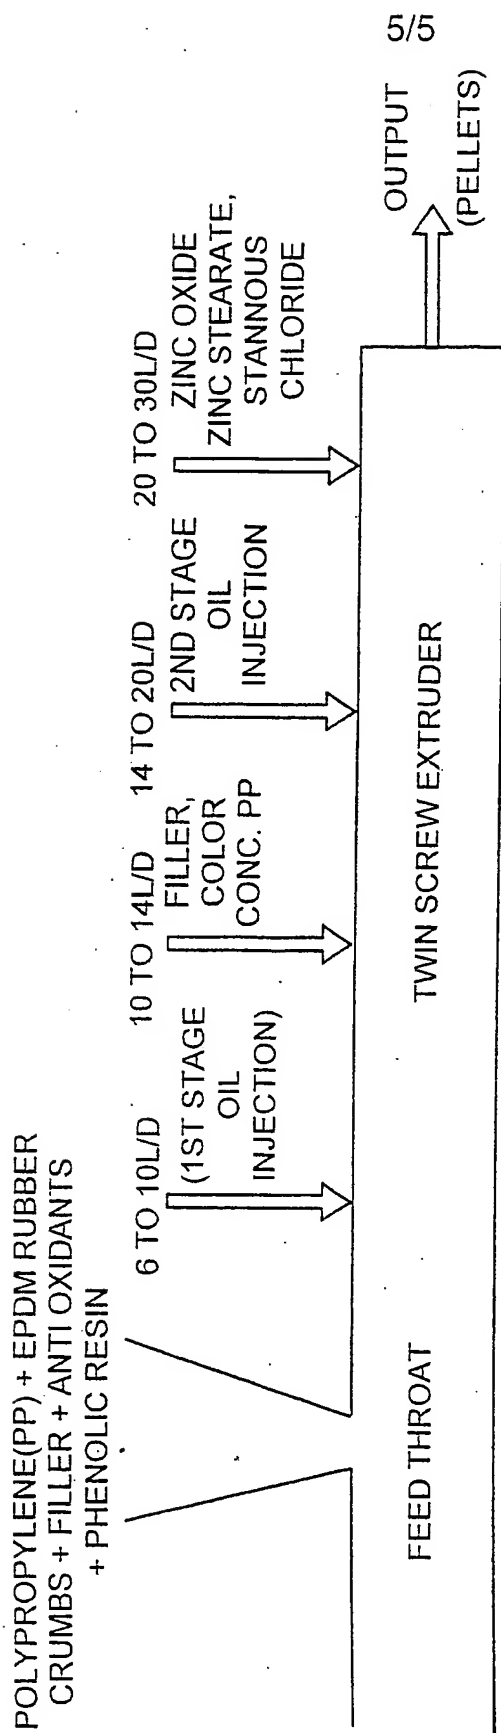 POLYPROPYLENE(PP) + EPDM RUBBER
CRUMBS + FILLER + ANTI OXIDANTS
+ PHENOLIC RESIN
6 TO 10L/D
(1ST STAGE
OIL
INJECTION)
10 TO 14L/D
FILLER,
COLOR
CONC. PP
14 TO 20L/D
2ND STAGE
OIL
INJECTION
20 TO 30L/D
ZINC OXIDE
ZINC STEARATE,
STANNOUS
CHLORIDE
OUTPUT
(PELLETS)
FEED THROAT
TWIN SCREW EXTRUDER
5/5